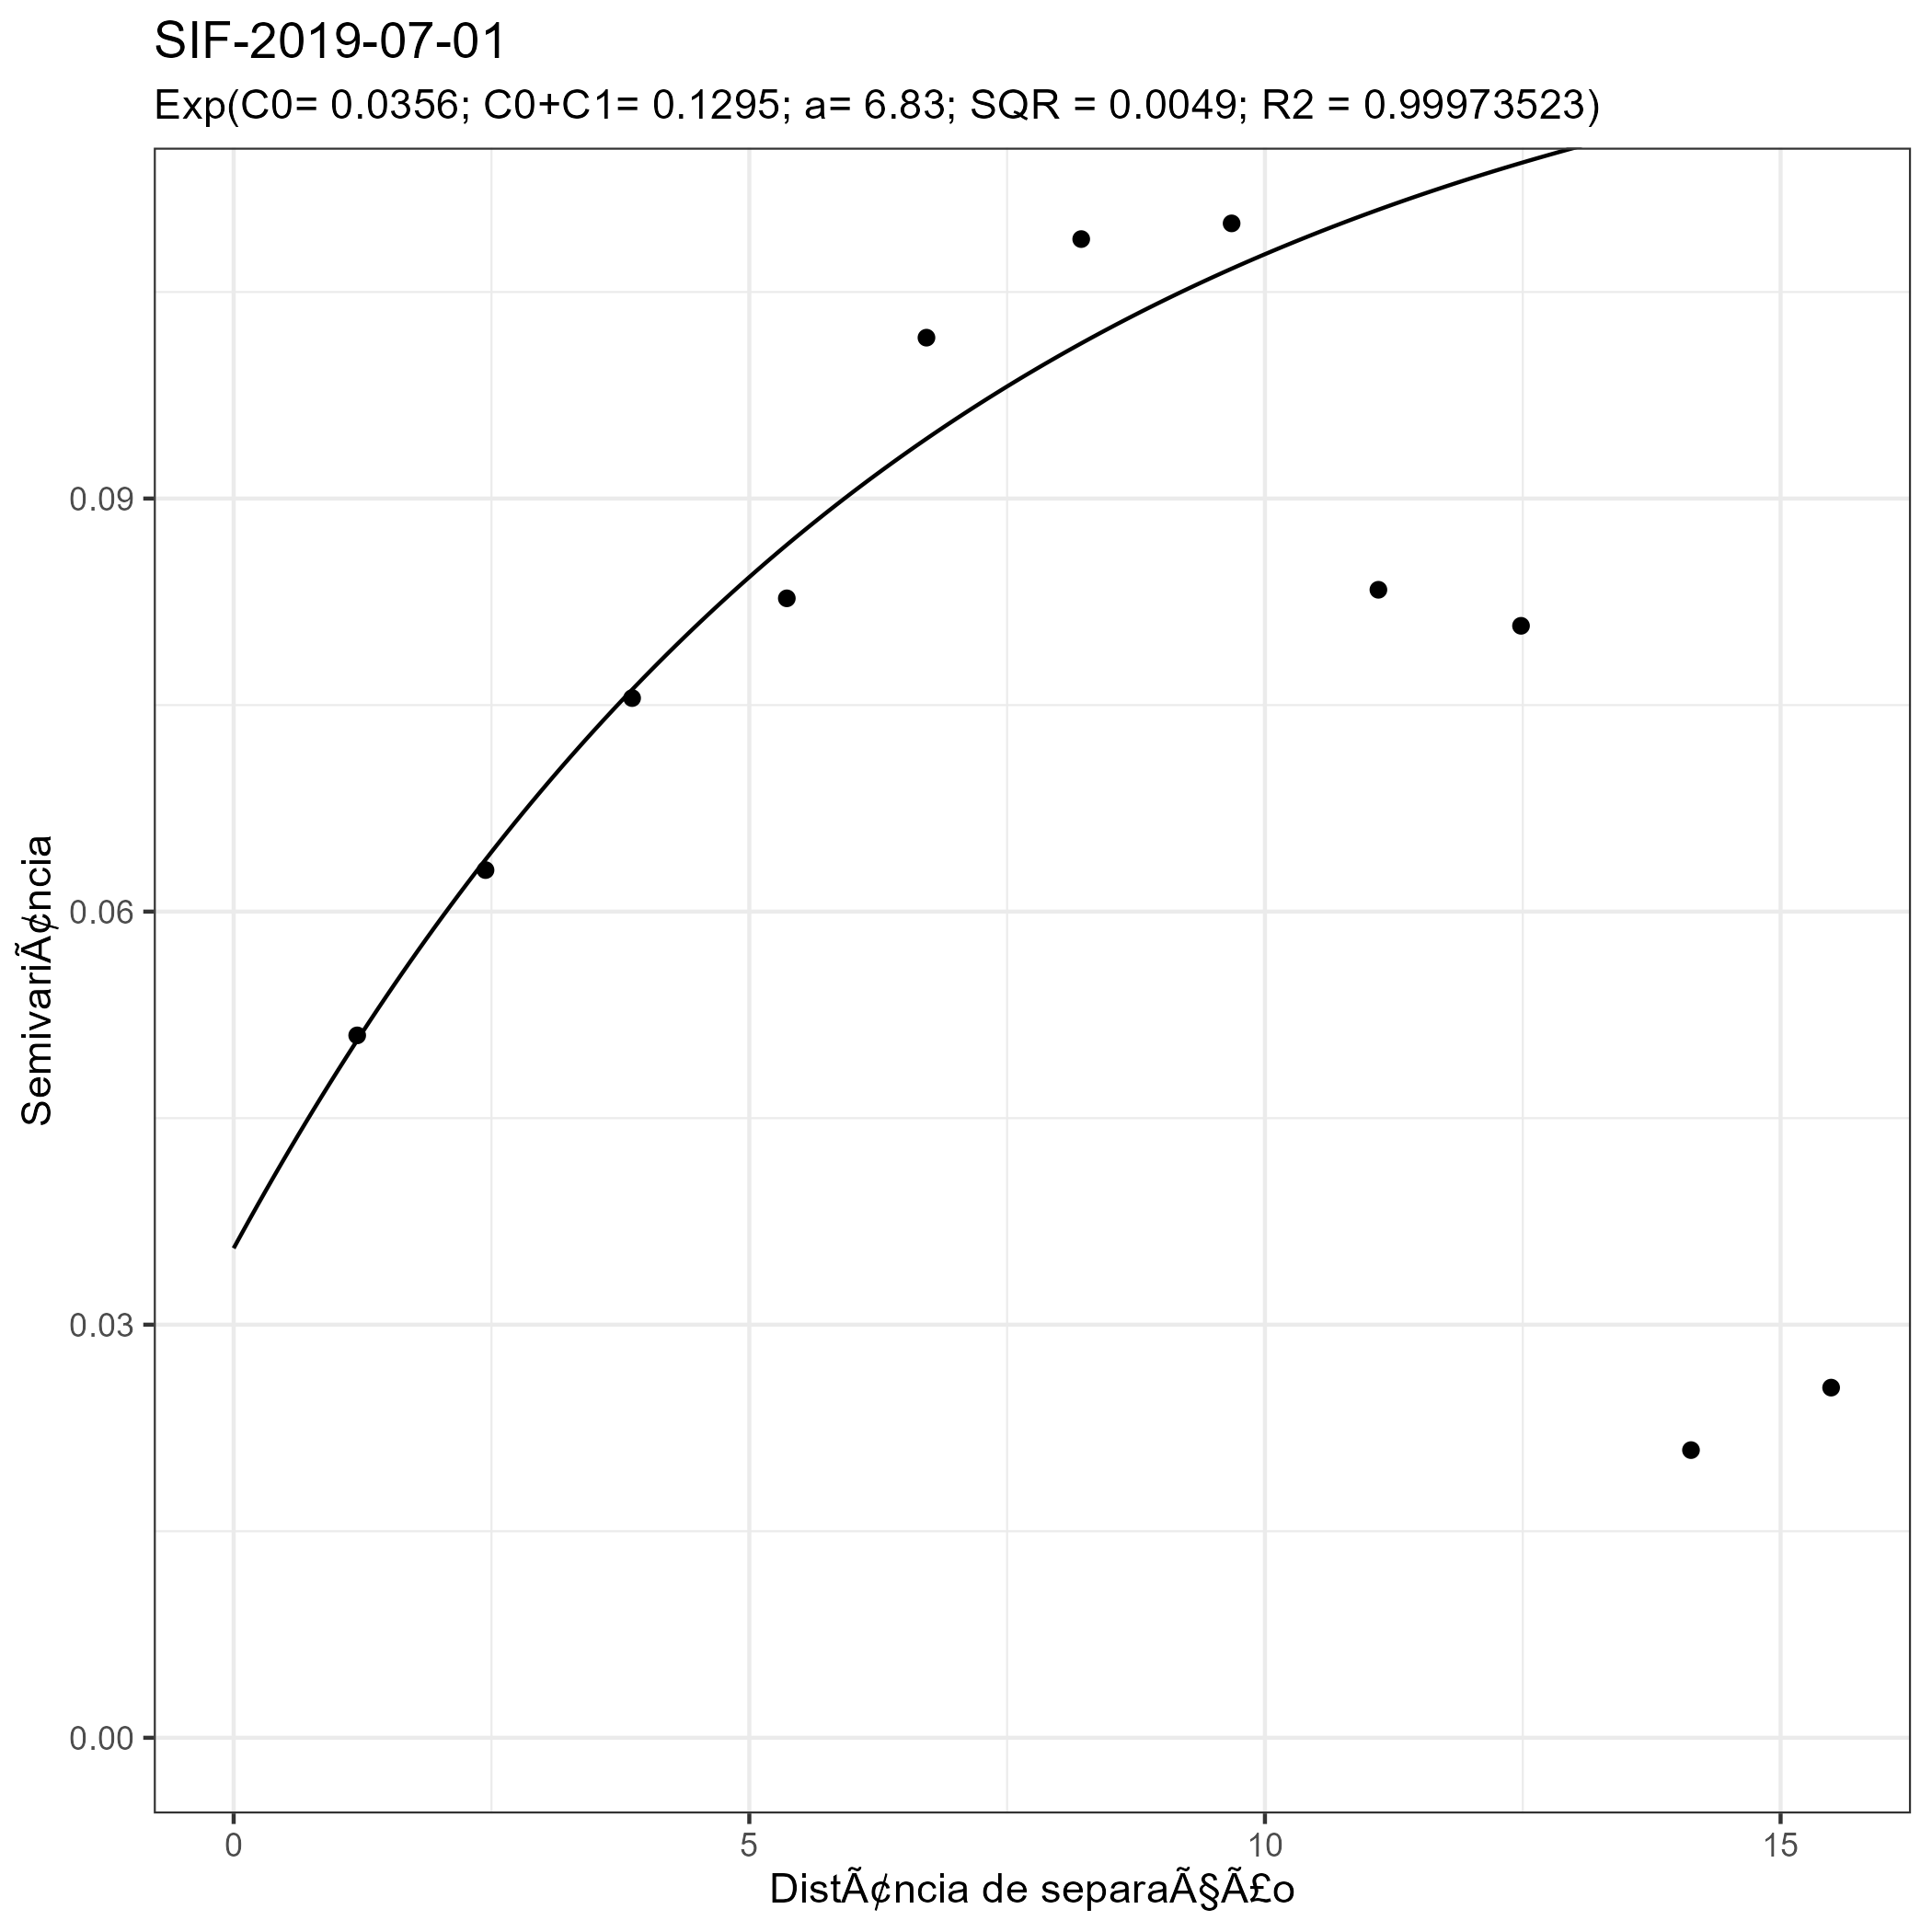 SIF-2019-07-01
Exp(C0= 0.0356; C0+C1= 0.1295; a= 6.83; SQR = 0.0049; R2 = 0.99973523)
SemivariÃ¢ncia
0.09
0.06
0.03
0.00
0 5 10 15
DistÃ¢ncia de separaÃ§Ã£o